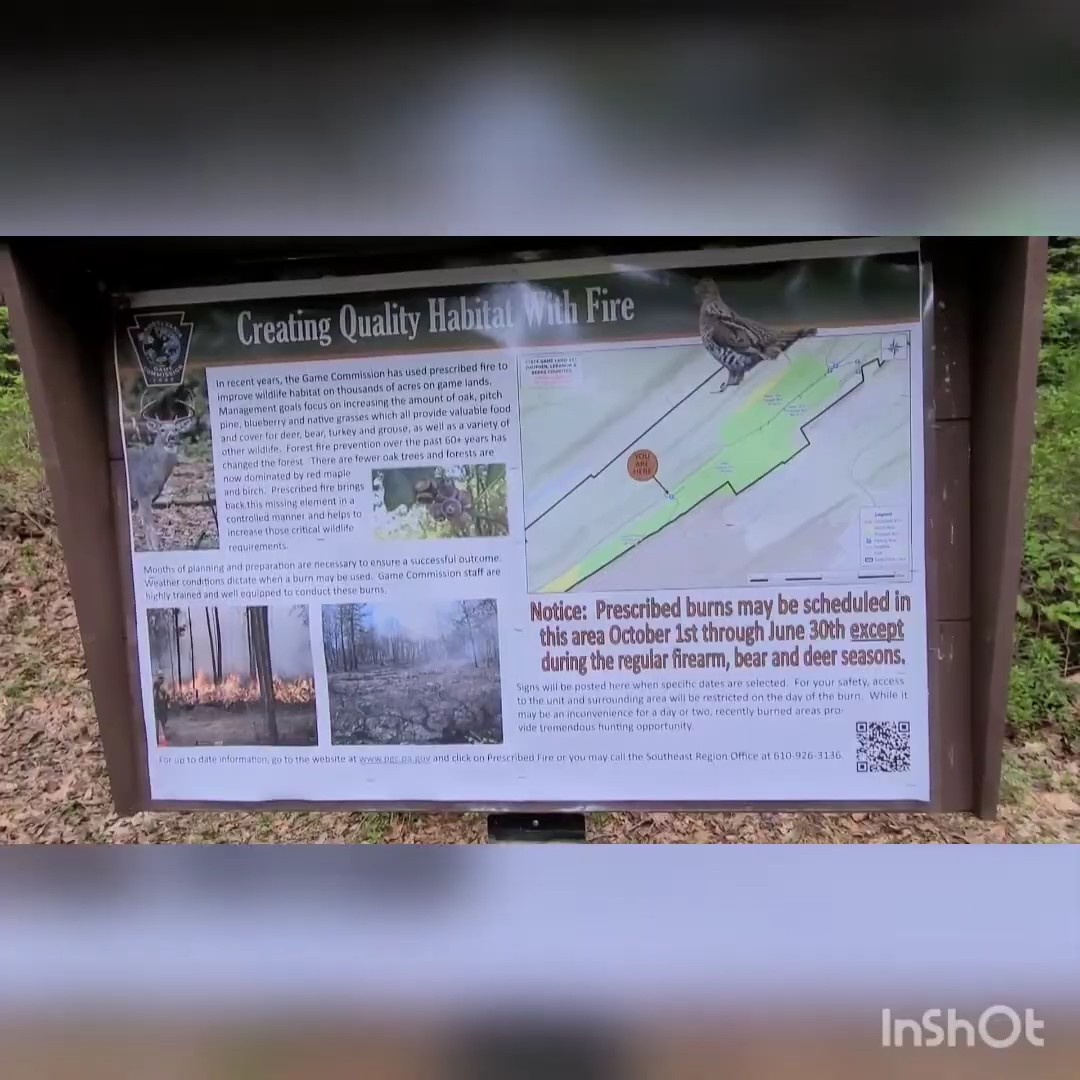 Creating Quality Habitat With Fire
GAME
COMMISSION
In recent years, the Game Commission has used prescribed fire to
improve wildlife habitat on thousands of acres on game lands.
Management goals focus on increasing the amount of oak, pitch
pine, blueberry and native grasses which all provide valuable food
and cover for deer, bear, turkey and grouse, as well as a variety of
other wildlife. Forest fire prevention over the past 60+ years has
changed the forest. There are fewer oak trees and forests are
now dominated by red maple
and birch. Prescribed fire brings
back this missing element in a
controlled manner and helps to
increase those critical wildlife
requirements.
Months of planning and preparation are necessary to ensure a successful outcome.
Weather conditions dictate when a burn may be used. Game Commission staff are
highly trained and well equipped to conduct these burns.
YOU
ARE
HERE
Legend
Notice: Prescribed burns may be scheduled in
this area October 1st through June 30th except
during the regular firearm, bear and deer seasons.
Signs will be posted here when specific dates are selected. For your safety, access
to the unit and surrounding area will be restricted on the day of the burn. While it
may be an inconvenience for a day or two, recently burned areas pro-
vide tremendous hunting opportunity.
For up to date information, go to the website at www.pgc.pa.gov and click on Prescribed Fire or you may call the Southeast Region Office at 610-926-3136.
InShOt